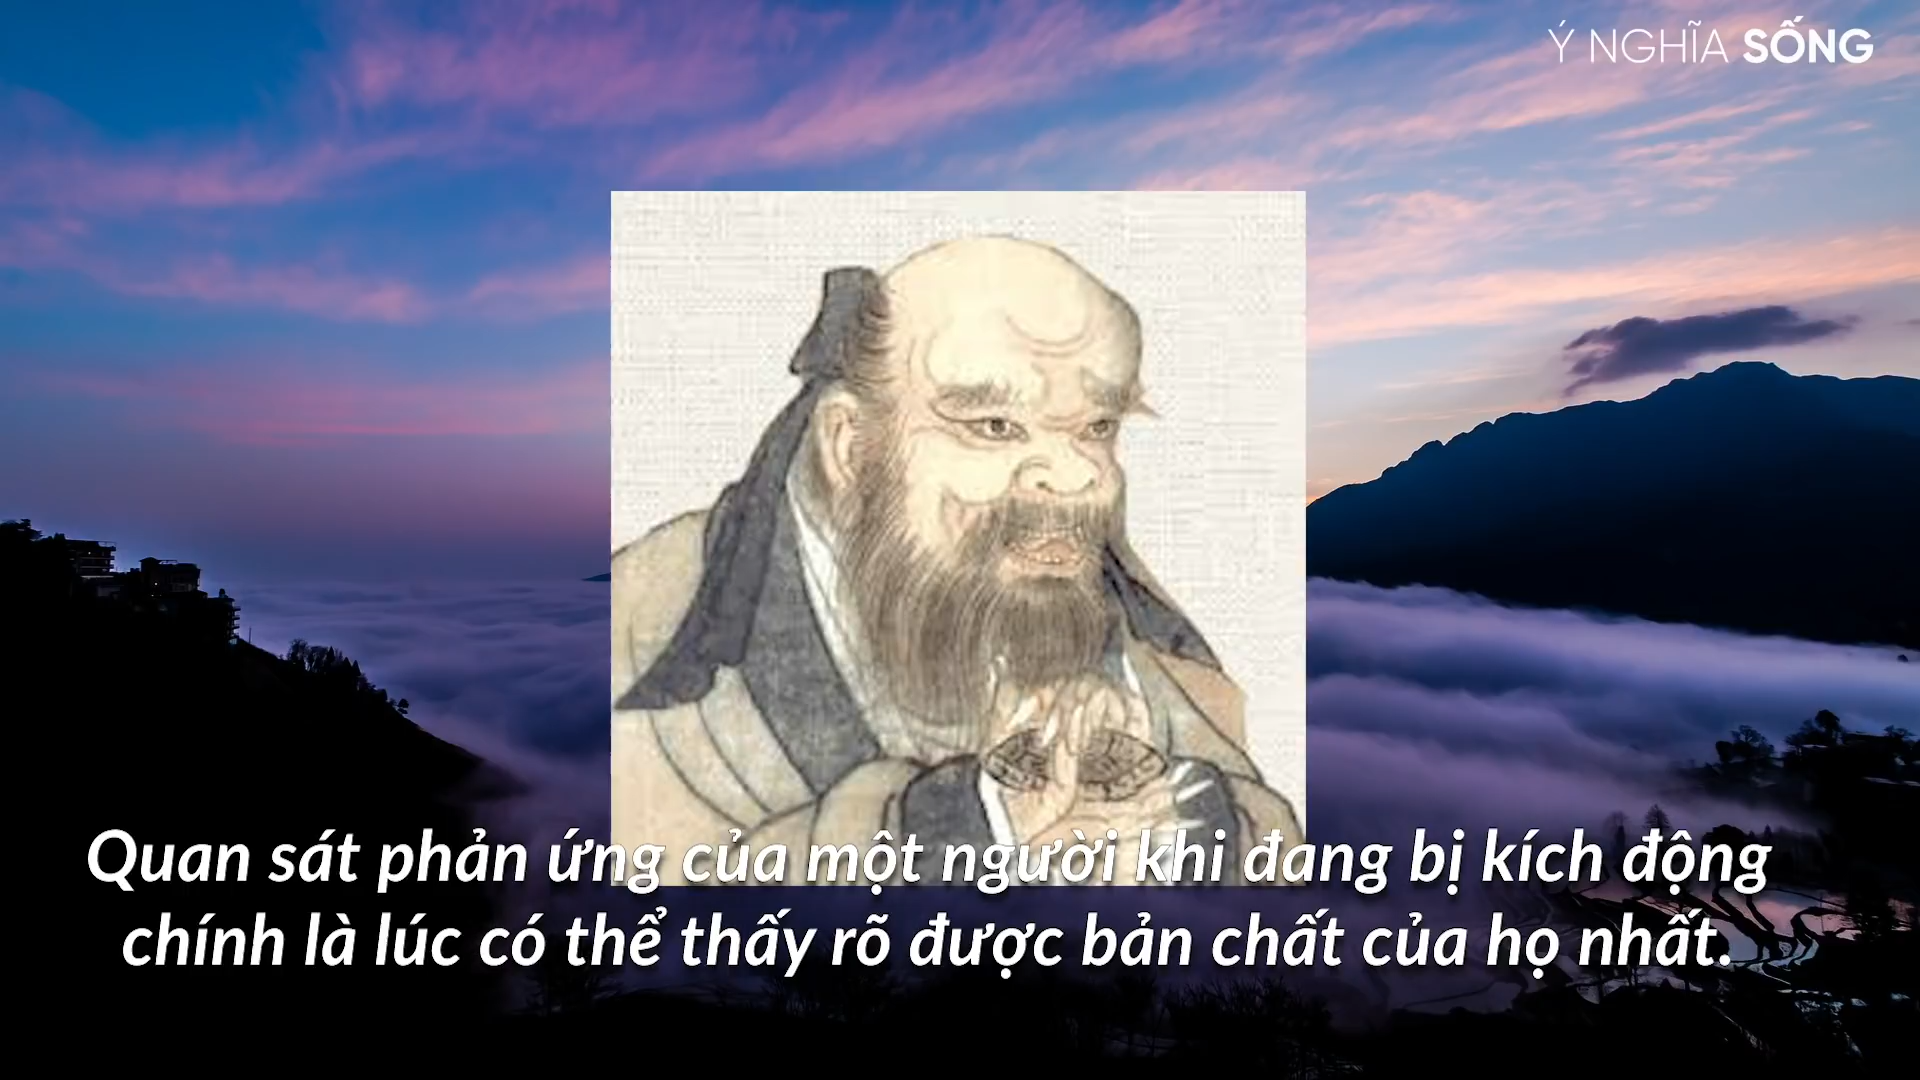 Ý NGHĨA SỐNG
Quan sát phản ứng của một người khi đang bị kích động
chính là lúc có thể thấy rõ được bản chất của họ nhất.